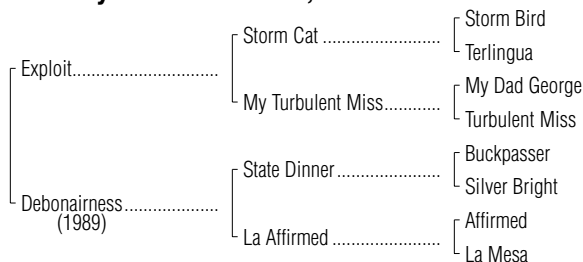 Storm Bird
Storm Cat
Terlingua
Exploit
My Dad George
My Turbulent Miss
Turbulent Miss
Buckpasser
State Dinner
Silver Bright
Debonairness
(1989)
Affirmed
La Affirmed
La Mesa